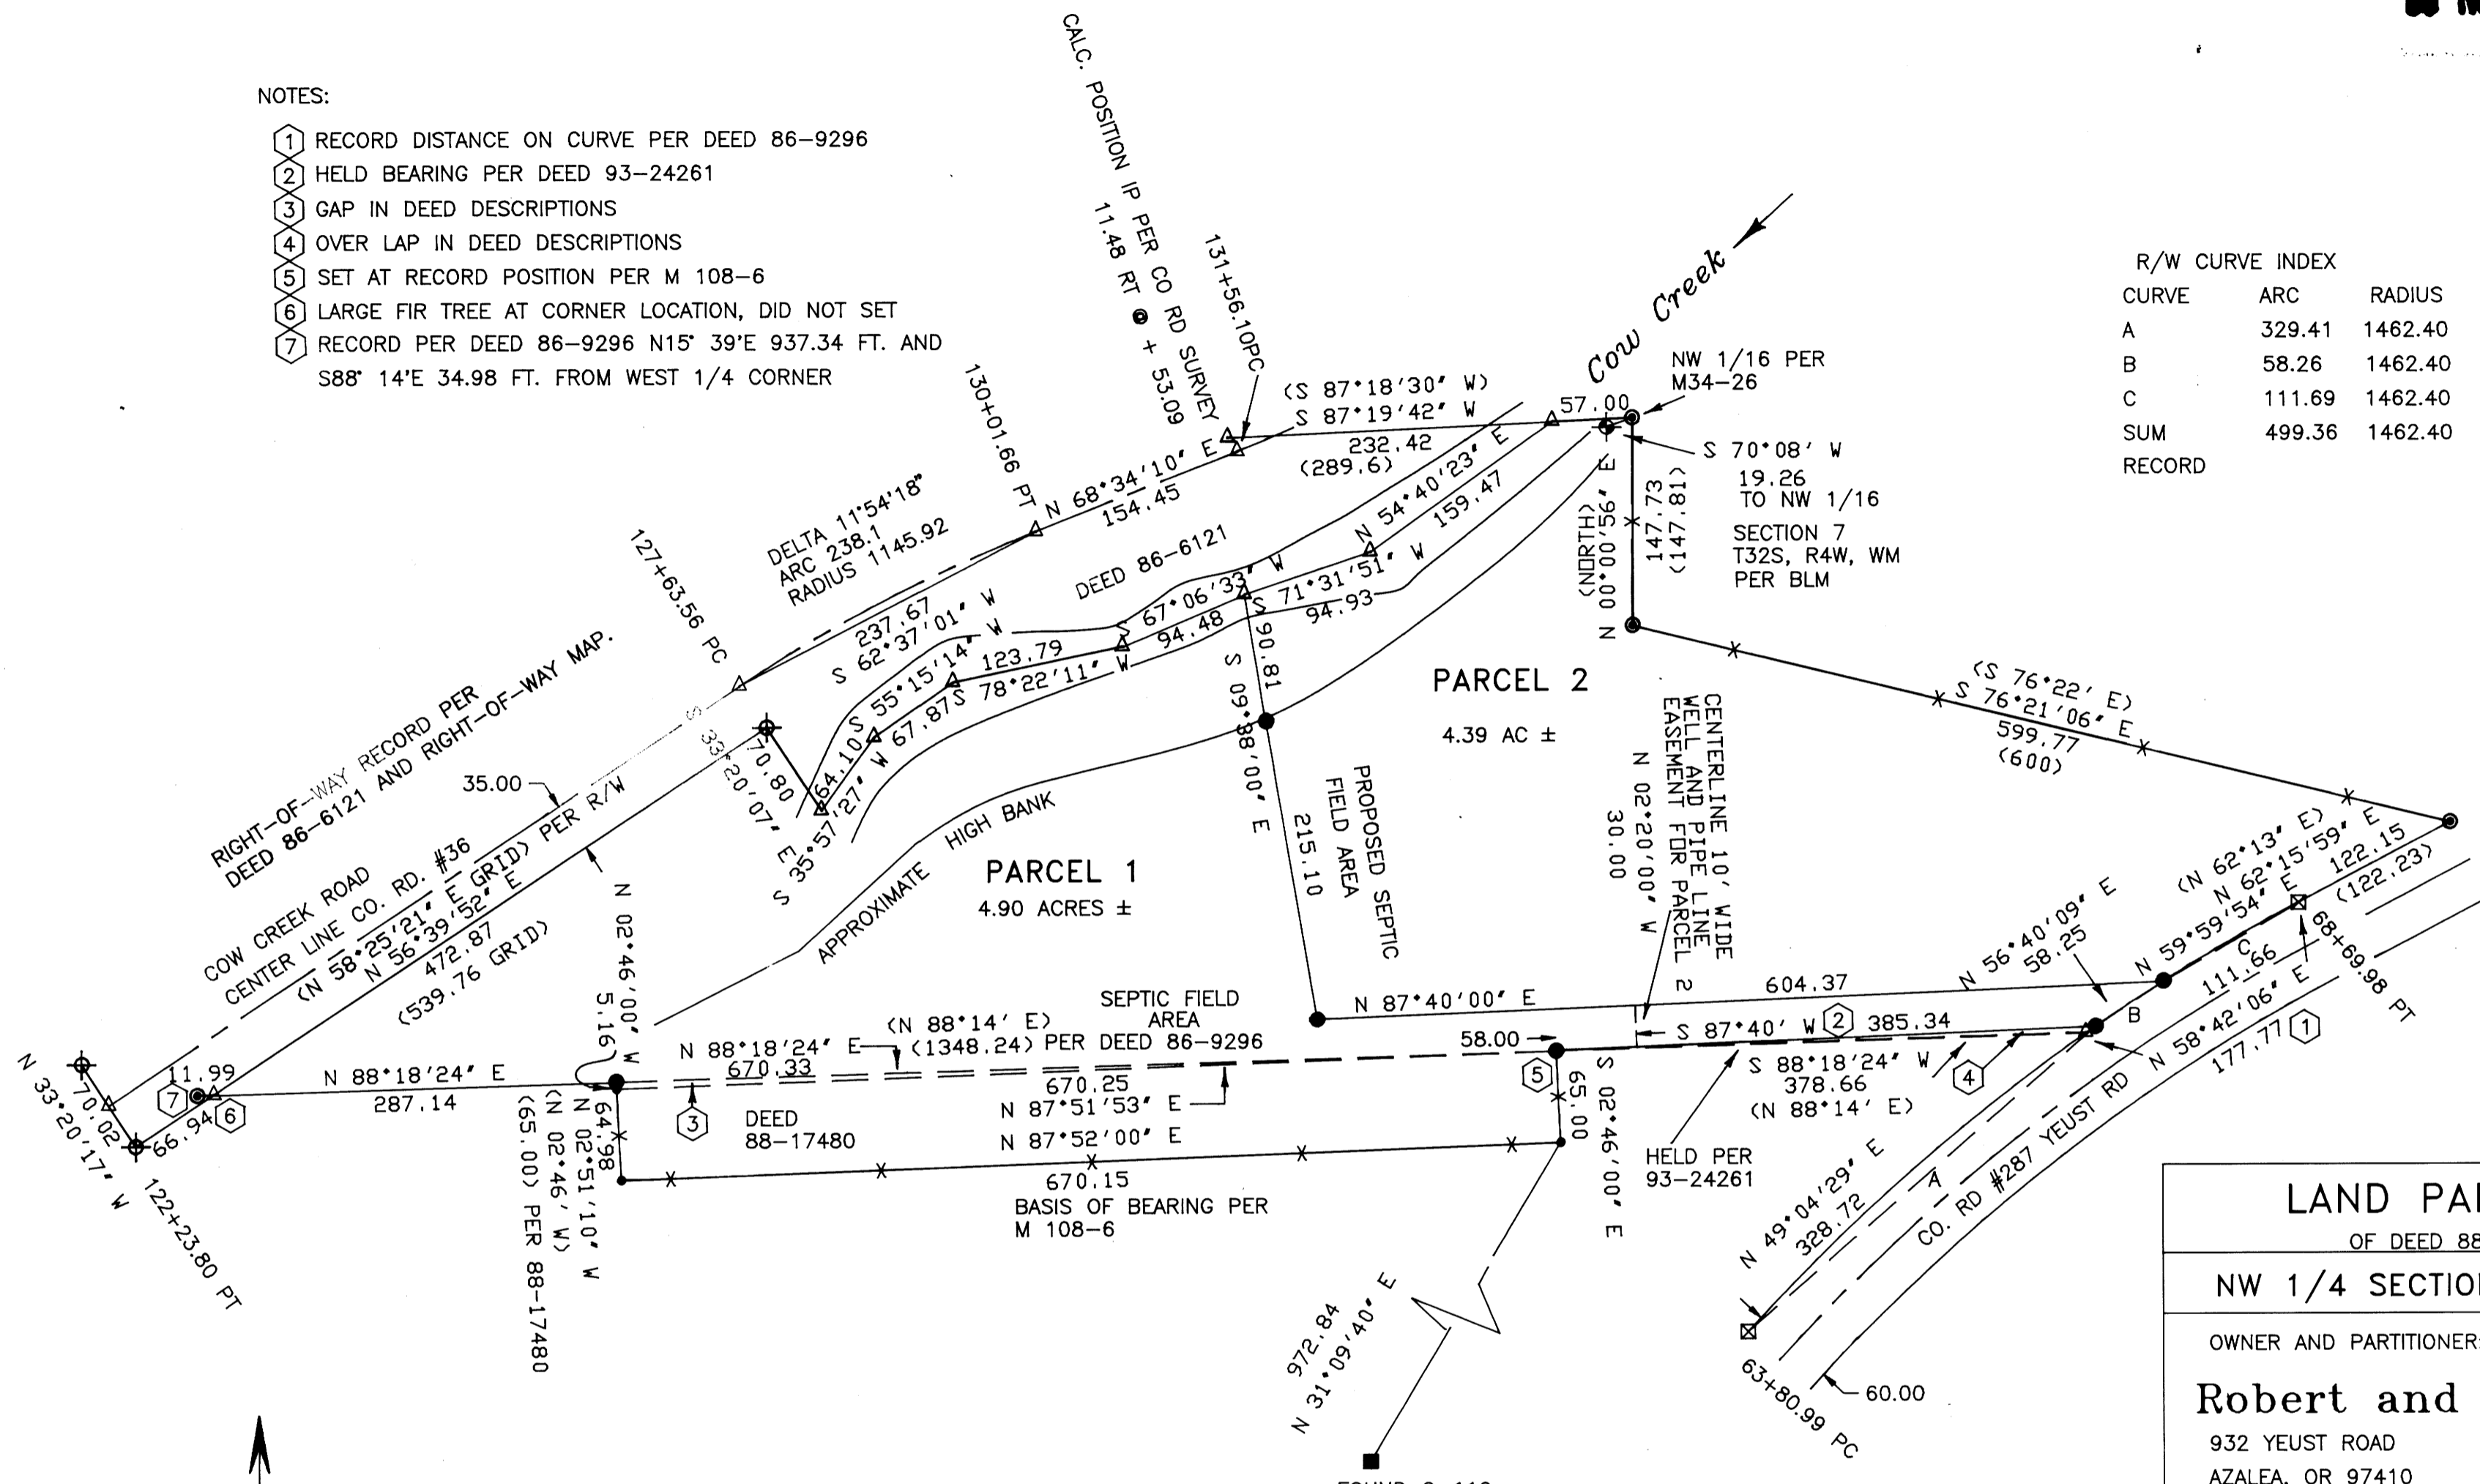 NOTES:
1 RECORD DISTANCE ON CURVE PER DEED 86-9296
2 HELD BEARING PER DEED 93-24261
3 GAP IN DEED DESCRIPTIONS
4 OVER LAP IN DEED DESCRIPTIONS
5 SET AT RECORD POSITION PER M 108-6
6 LARGE FIR TREE AT CORNER LOCATION, DID NOT SET
7 RECORD PER DEED 86-9296 N15° 39'E 937.34 FT. AND
S88° 14'E 34.98 FT. FROM WEST 1/4 CORNER
CALC. POSITION IP PER CO RD SURVEY
11.48 RT @ + 53.09
131+56.10PC
130+01.66 PT
127+63.56 PC
Cow Creek
R/W CURVE INDEX
CURVE ARC RADIUS
A 329.41 1462.40
B 58.26 1462.40
C 111.69 1462.40
SUM 499.36 1462.40
RECORD
NW 1/16 PER
M34-26
(S 87°18'30" W)
S 87°19'42" W
57.00
232.42
(289.6)
S 70°08' W
19.26
TO NW 1/16
SECTION 7
T32S, R4W, WM
PER BLM
(NORTH)
N 00°00'56" E
147.73
(147.81)
N 68°34'10" E
154.45
DELTA 11°54'18"
ARC 238.1
RADIUS 1145.92
237.67
S 62°37'01" W
DEED 86-6121
N 54°40'23" E
159.47
S 71°31'51" W
94.93
S 67°06'33" W
94.48
123.79
S 78°22'11" W
S 55°15'14" W
67.87
64.10
S 35°57'27" W
70.80
S 33°20'07" E
90.81
S 09°38'00" E
215.10
PARCEL 2
4.39 AC ±
PARCEL 1
4.90 ACRES ±
APPROXIMATE HIGH BANK
PROPOSED SEPTIC
FIELD AREA
CENTERLINE 10' WIDE
WELL AND PIPE LINE
EASEMENT FOR PARCEL 2
N 02°20'00" W
30.00
(S 76°22' E)
S 76°21'06" E
599.77
(600)
RIGHT-OF-WAY RECORD PER
DEED 86-6121 AND RIGHT-OF-WAY MAP.
35.00
COW CREEK ROAD
CENTER LINE CO. RD. #36
(N 58°25'21" E GRID) PER R/W
N 56°39'52" E
472.87
(539.76 GRID)
N 02°46'00" W
5.16
(N 62°13' E)
N 62°15'59" E
122.15
(122.23)
N 59°59'54" E
C
111.66
N 56°40'09" E
58.25
B
68+69.98 PT
N 58°42'06" E
177.77 1
N 87°40'00" E
604.37
SEPTIC FIELD
AREA
(N 88°14' E)
(1348.24) PER DEED 86-9296
N 88°18'24" E
670.33
670.25
N 87°51'53" E
58.00
S 87°40' W 2 385.34
S 88°18'24" W
378.66
(N 88°14' E)
4
5
65.00
S 02°46'00" E
HELD PER
93-24261
N 33°20'17" W
70.02
11.99
7
6
66.94
122+23.80 PT
N 88°18'24" E
287.14
64.98
N 02°51'10" W
(N 02°46' W)
(65.00) PER 88-17480
3
DEED
88-17480
N 87°52'00" E
670.15
BASIS OF BEARING PER
M 108-6
N 49°04'29" E
328.72
A
CO. RD #287 YEUST RD
60.00
63+80.99 PC
972.84
N 31°09'40" E
OF DEED 88
NW 1/4
OWNER AND PARTITIONER:
Robert and
932 YEUST ROAD
AZALEA, OR 97410
LAND